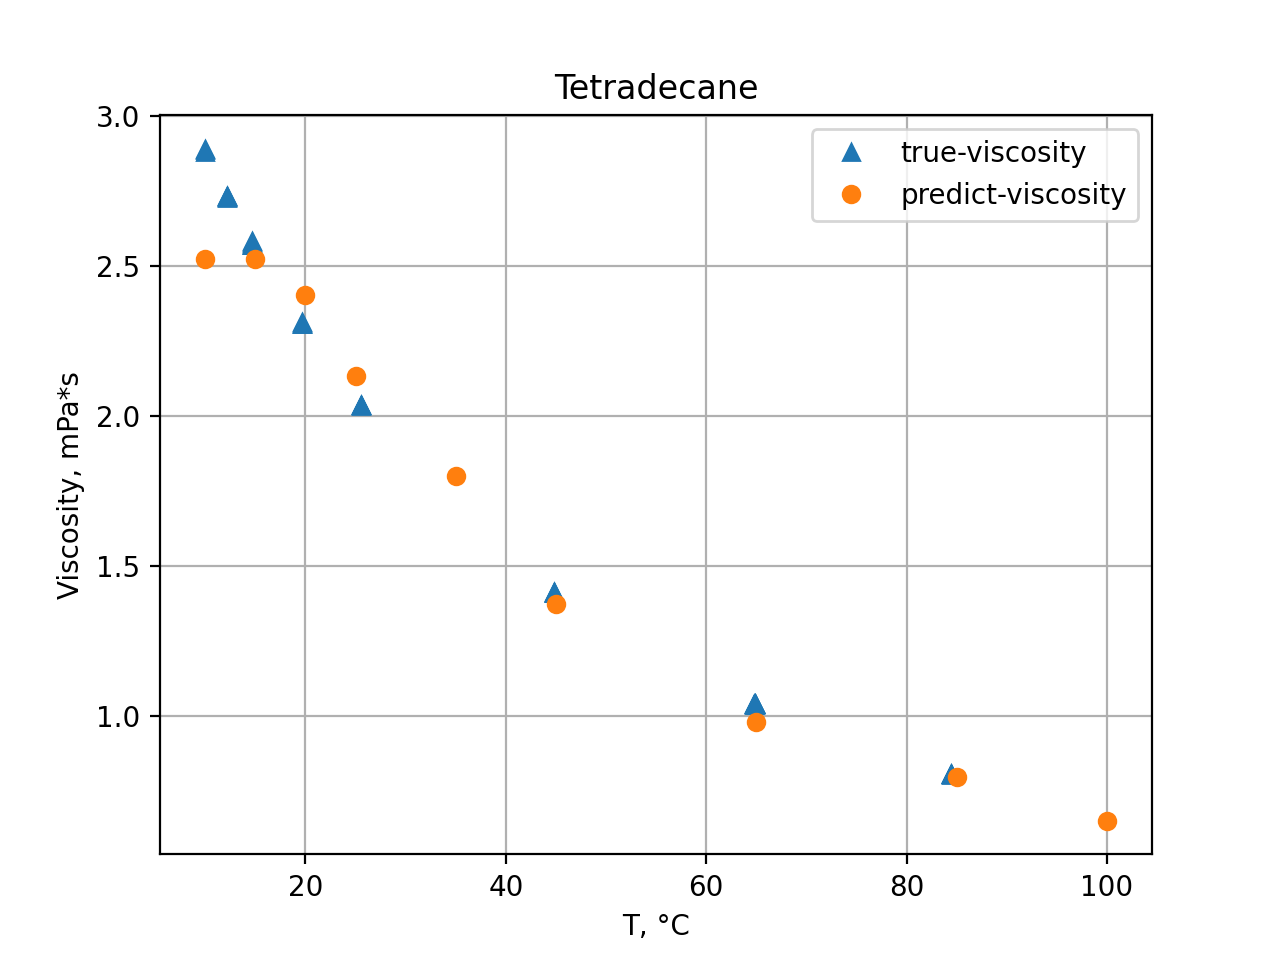 Tetradecane
true-viscosity
predict-viscosity
Viscosity, mPa*s
3.0
2.5
2.0
1.5
1.0
20
40
60
80
100
T, °C